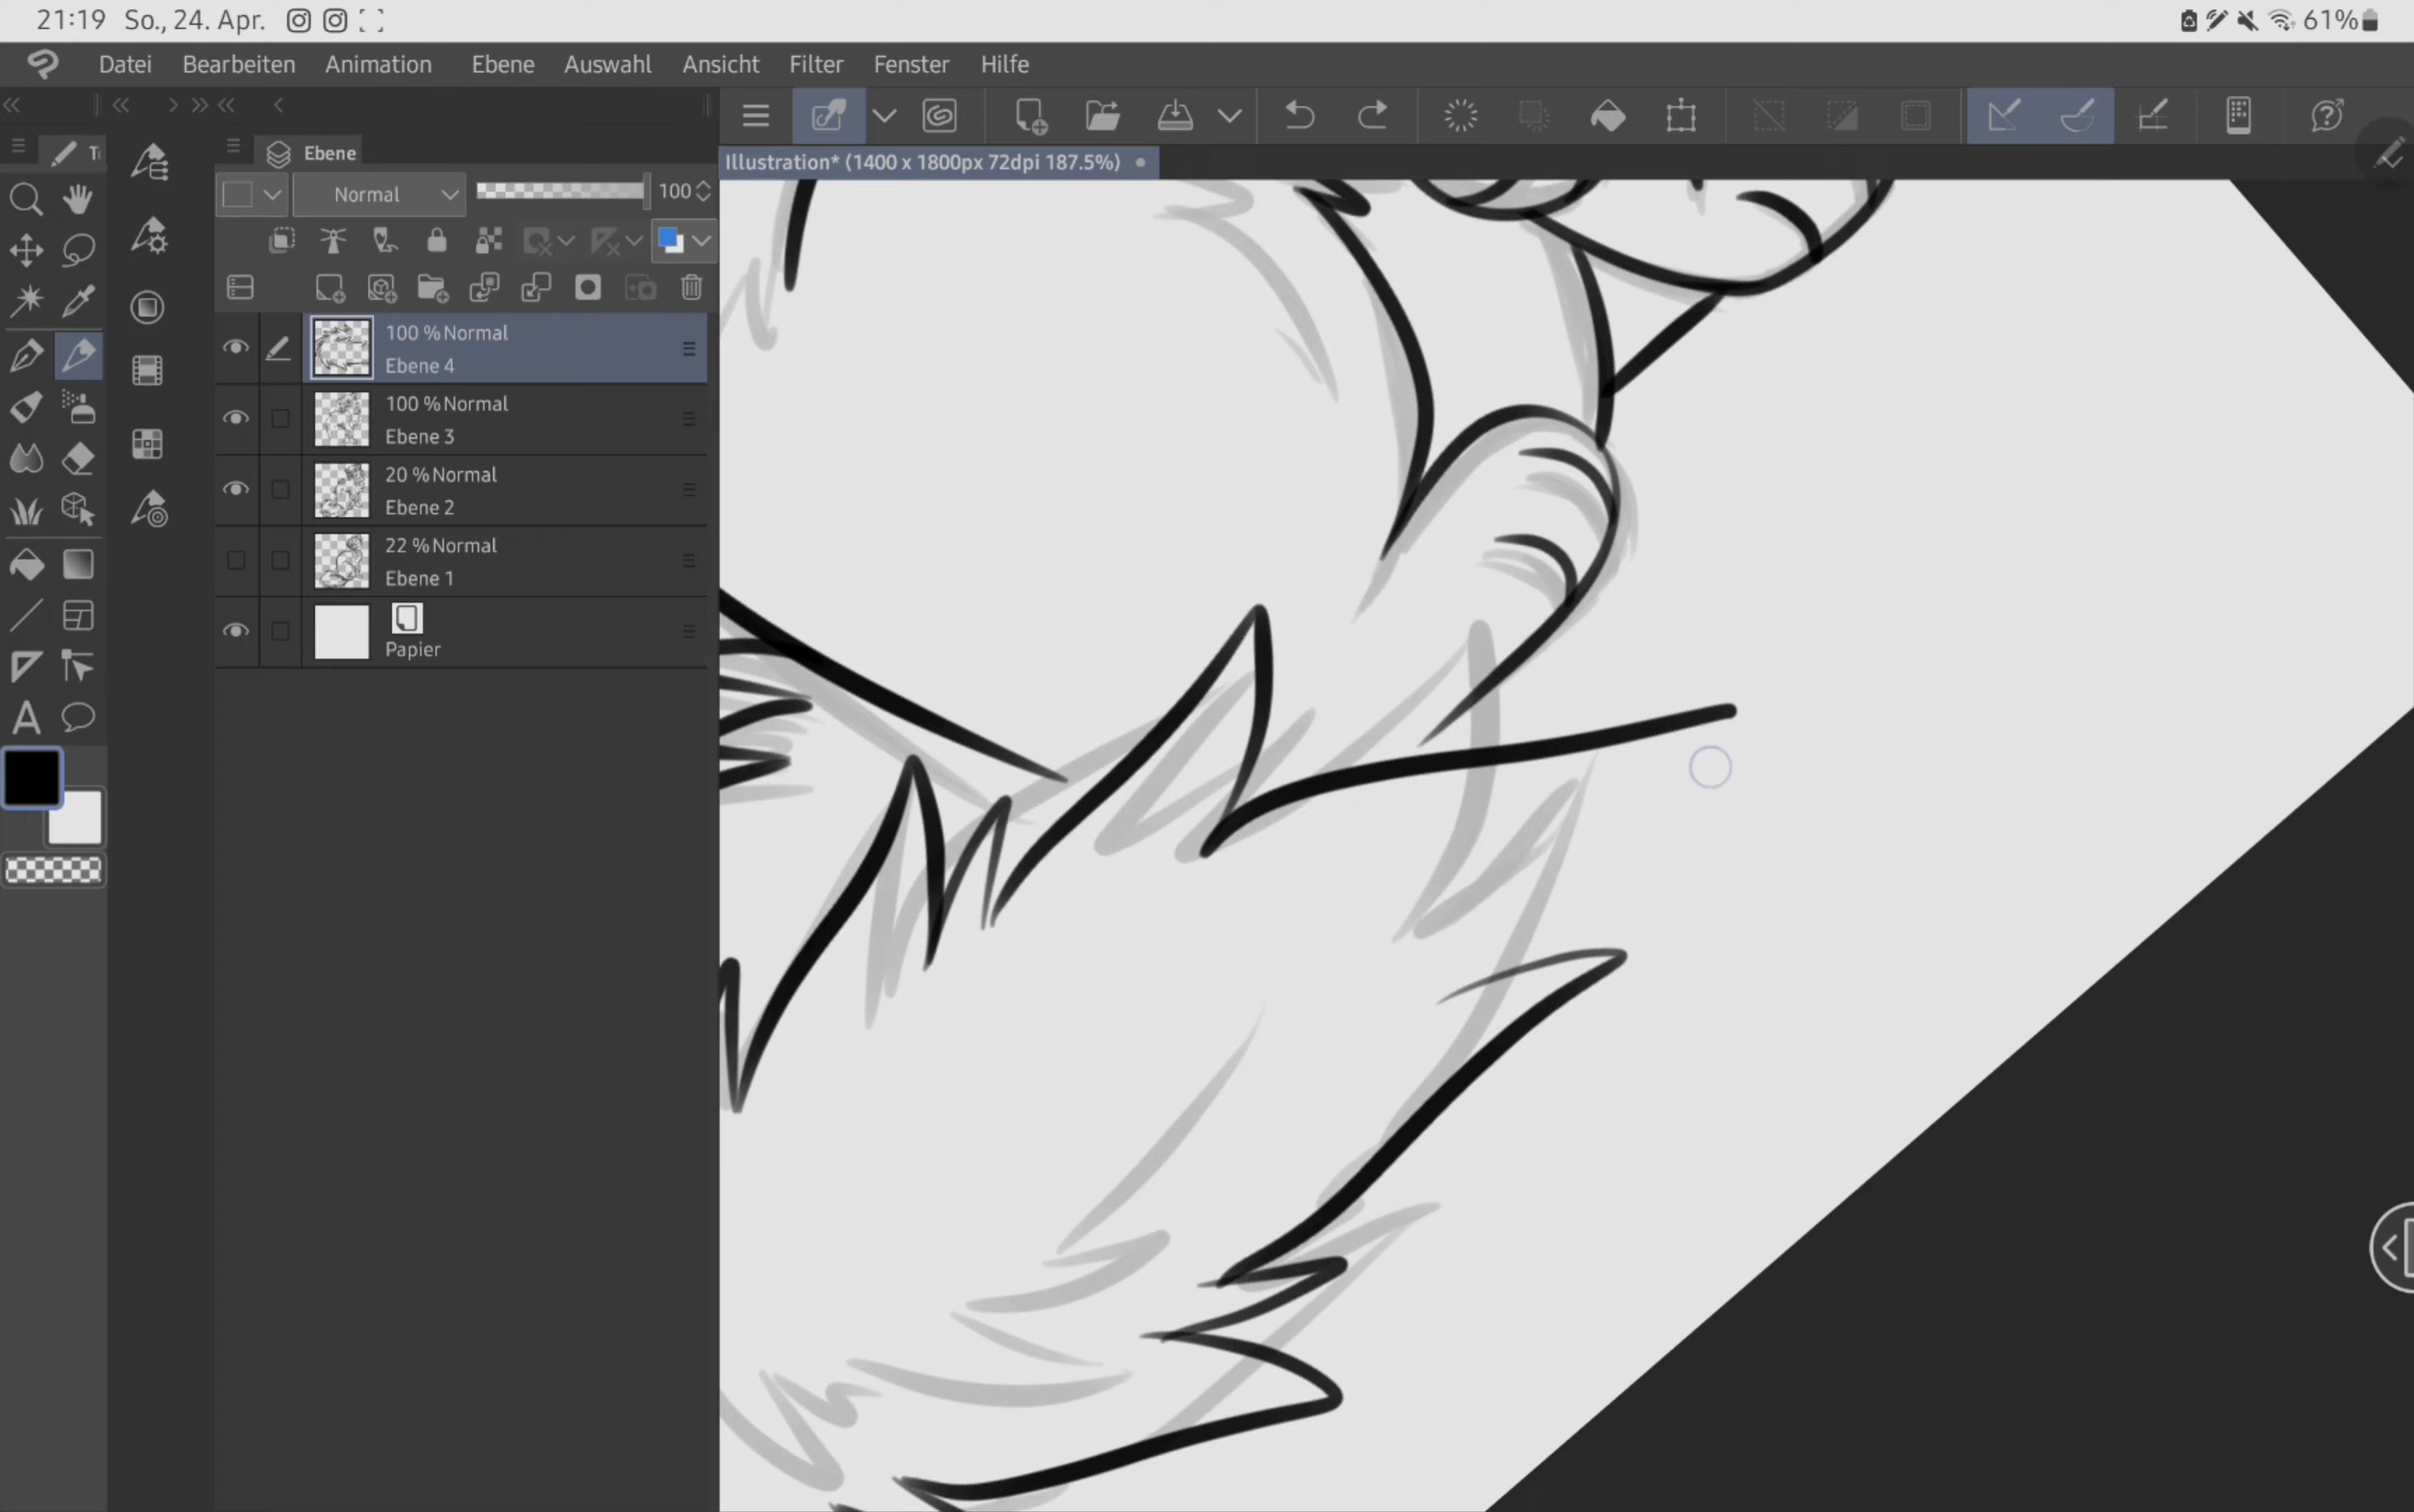 21:19 So., 24. Apr. 61%
Datei Bearbeiten Animation Ebene Auswahl Ansicht Filter Fenster Hilfe
Ebene
Normal 100
Illustration* (1400 x 1800px 72dpi 187.5%)
100 % Normal
Ebene 4
100 % Normal
Ebene 3
20 % Normal
Ebene 2
22 % Normal
Ebene 1
Papier